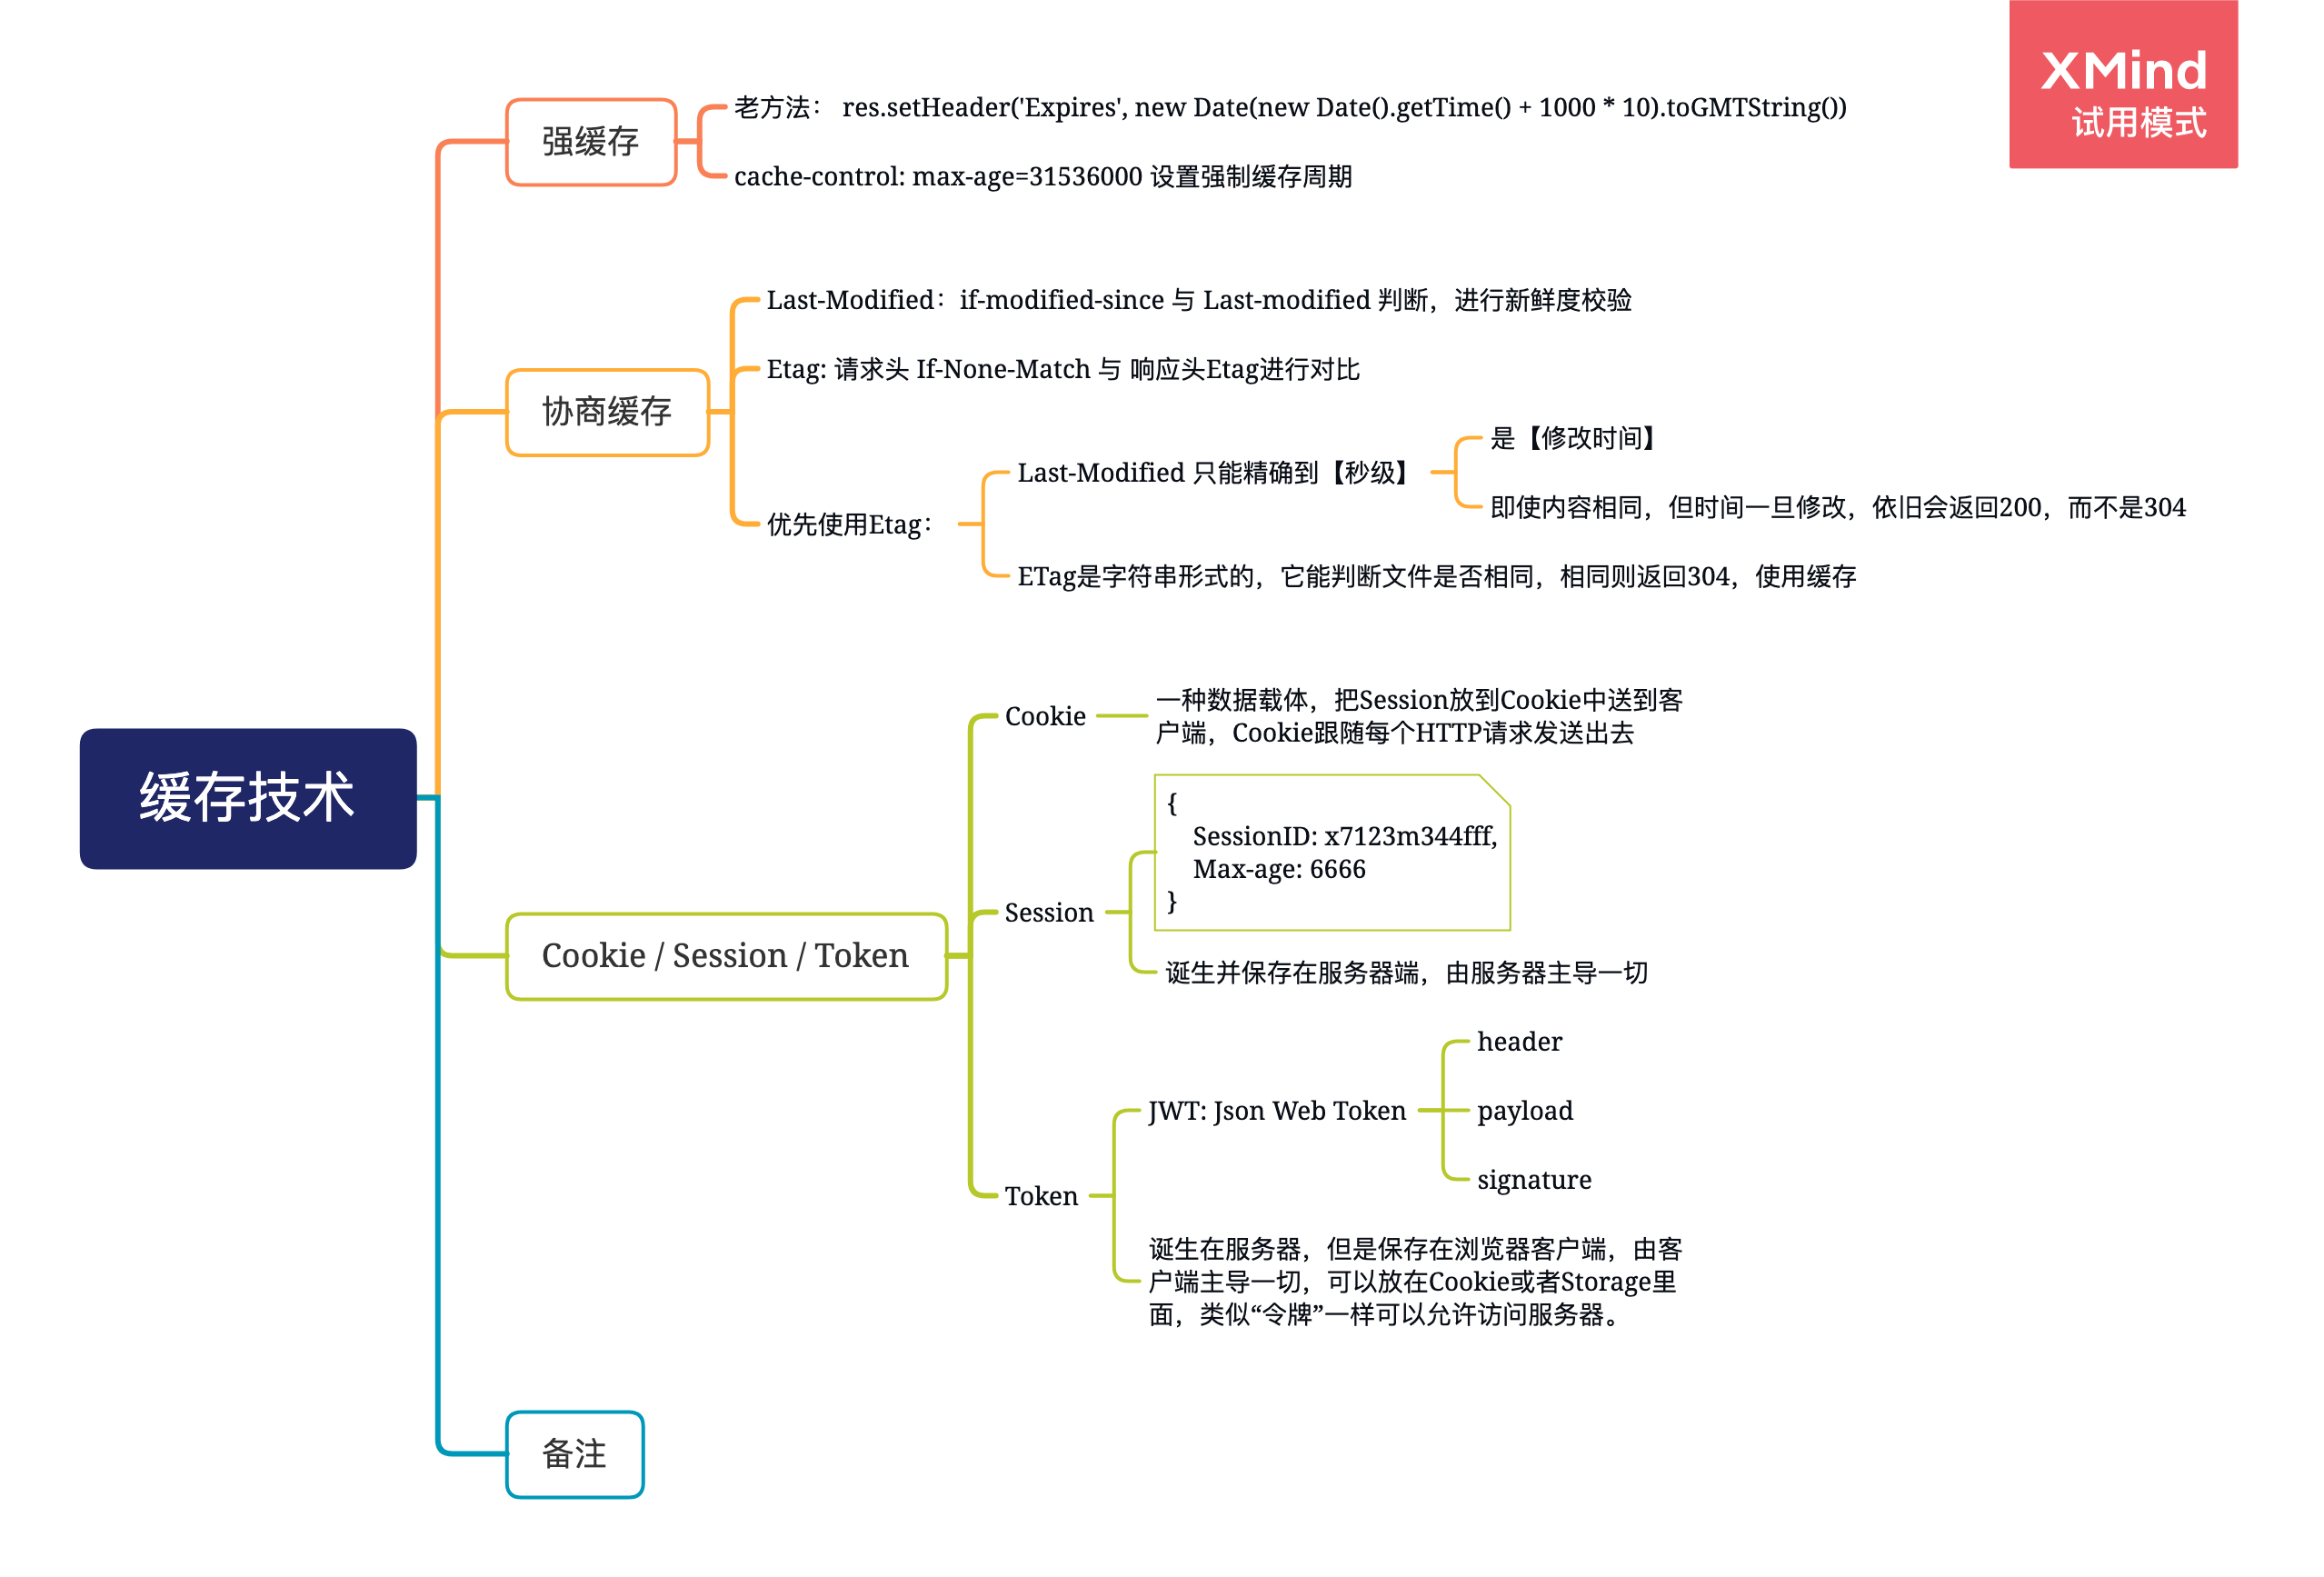 XMind
试用模式
缓存技术
强缓存
老方法： res.setHeader('Expires', new Date(new Date().getTime() + 1000 * 10).toGMTString())
cache-control: max-age=31536000 设置强制缓存周期
协商缓存
Last-Modified：if-modified-since 与 Last-modified 判断，进行新鲜度校验
Etag: 请求头 If-None-Match 与 响应头Etag进行对比
优先使用Etag：
Last-Modified 只能精确到【秒级】
是【修改时间】
即使内容相同，但时间一旦修改，依旧会返回200，而不是304
ETag是字符串形式的，它能判断文件是否相同，相同则返回304，使用缓存
Cookie / Session / Token
Cookie
一种数据载体，把Session放到Cookie中送到客
户端，Cookie跟随每个HTTP请求发送出去
Session
{
SessionID: x7123m344fff,
Max-age: 6666
}
诞生并保存在服务器端，由服务器主导一切
Token
JWT: Json Web Token
header
payload
signature
诞生在服务器，但是保存在浏览器客户端，由客
户端主导一切，可以放在Cookie或者Storage里
面，类似“令牌”一样可以允许访问服务器。
备注